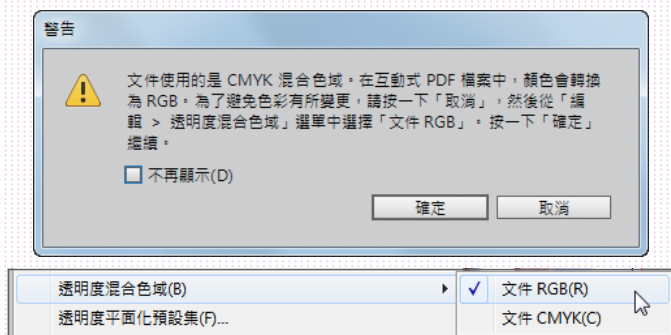 警告
文件使用的是 CMYK 混合色域。在互動式 PDF 檔案中，顏色會轉換
為 RGB。為了避免色彩有所變更，請按一下「取消」，然後從「編
輯 > 透明度混合色域」選單中選擇「文件 RGB」。按一下「確定」
繼續。
不再顯示(D)
確定 取消
透明度混合色域(B) 文件 RGB(R)
透明度平面化預設集(F)... 文件 CMYK(C)